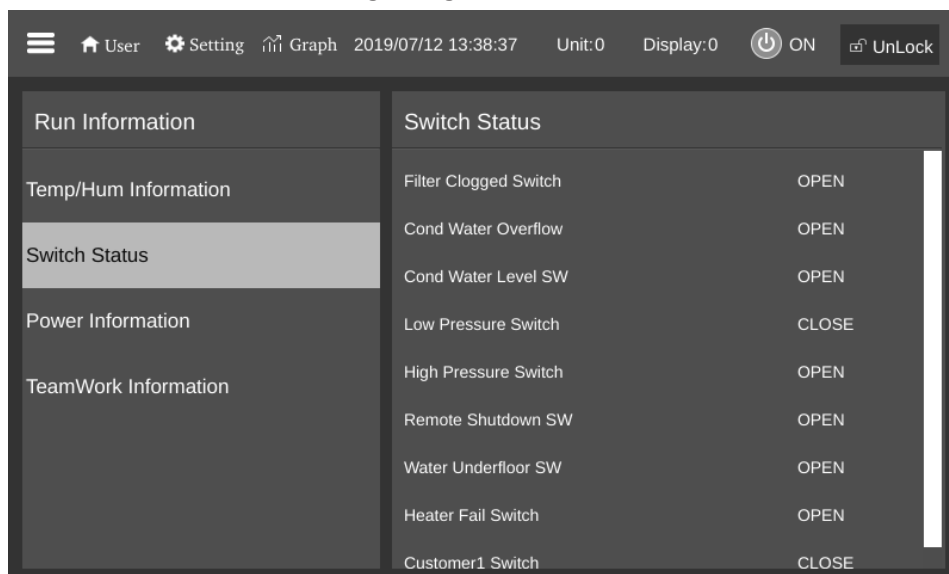 User Setting Graph 2019/07/12 13:38:37 Unit:0 Display:0 ON UnLock
Run Information
Temp/Hum Information
Switch Status
Power Information
TeamWork Information
Switch Status
Filter Clogged Switch OPEN
Cond Water Overflow OPEN
Cond Water Level SW OPEN
Low Pressure Switch CLOSE
High Pressure Switch OPEN
Remote Shutdown SW OPEN
Water Underfloor SW OPEN
Heater Fail Switch OPEN
Customer1 Switch CLOSE